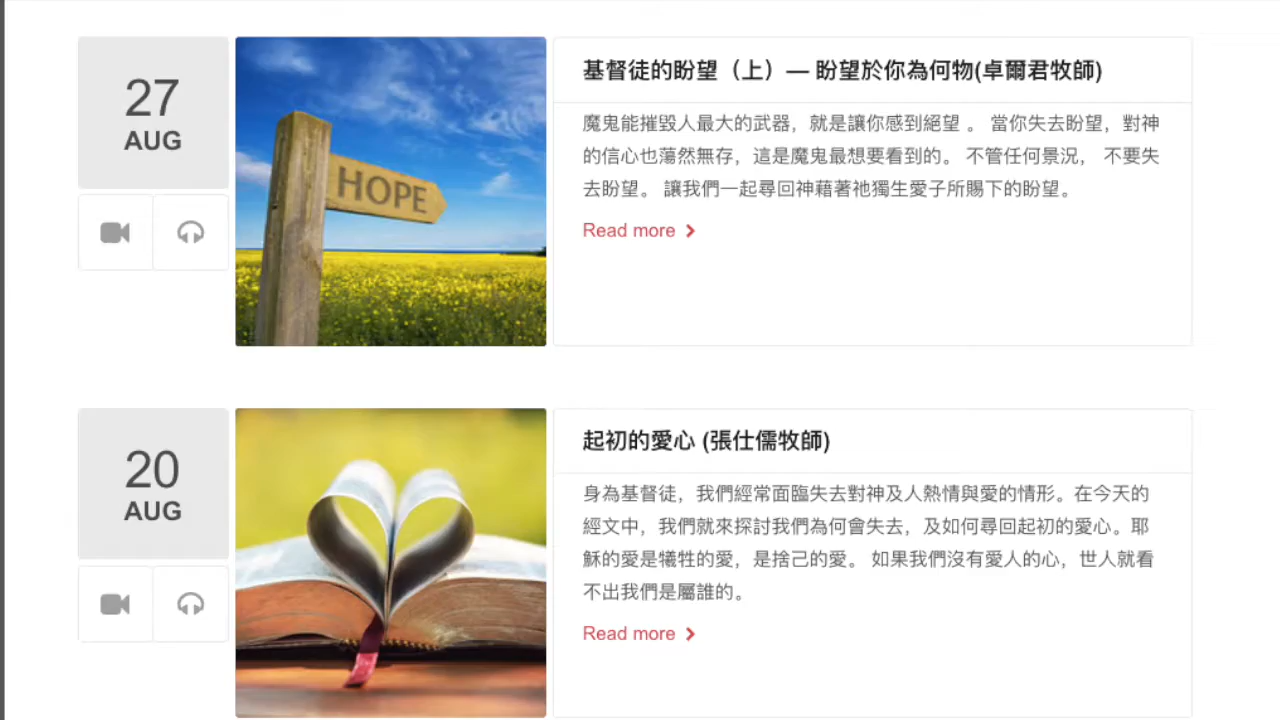 27
AUG
HOPE
基督徒的盼望（上）— 盼望於你為何物(卓爾君牧師)
魔鬼能摧毀人最大的武器，就是讓你感到絕望 。 當你失去盼望，對神
的信心也蕩然無存，這是魔鬼最想要看到的。 不管任何景況， 不要失
去盼望。 讓我們一起尋回神藉著祂獨生愛子所賜下的盼望。
Read more
20
AUG
起初的愛心 (張仕儒牧師)
身為基督徒，我們經常面臨失去對神及人熱情與愛的情形。在今天的
經文中，我們就來探討我們為何會失去，及如何尋回起初的愛心。耶
穌的愛是犧牲的愛，是捨己的愛。 如果我們沒有愛人的心，世人就看
不出我們是屬誰的。
Read more